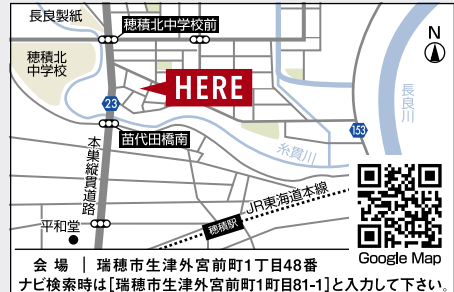 長良製紙
穂積北中学校前
N
穂積北
中学校
HERE
長良川
23
153
苗代田橋南
糸貫川
本巣縦貫道路
JR東海道本線
穂積駅
平和堂
Google Map
会場 | 瑞穂市生津外宮前町1丁目48番
ナビ検索時は[瑞穂市生津外宮前町1町目81-1]と入力して下さい。